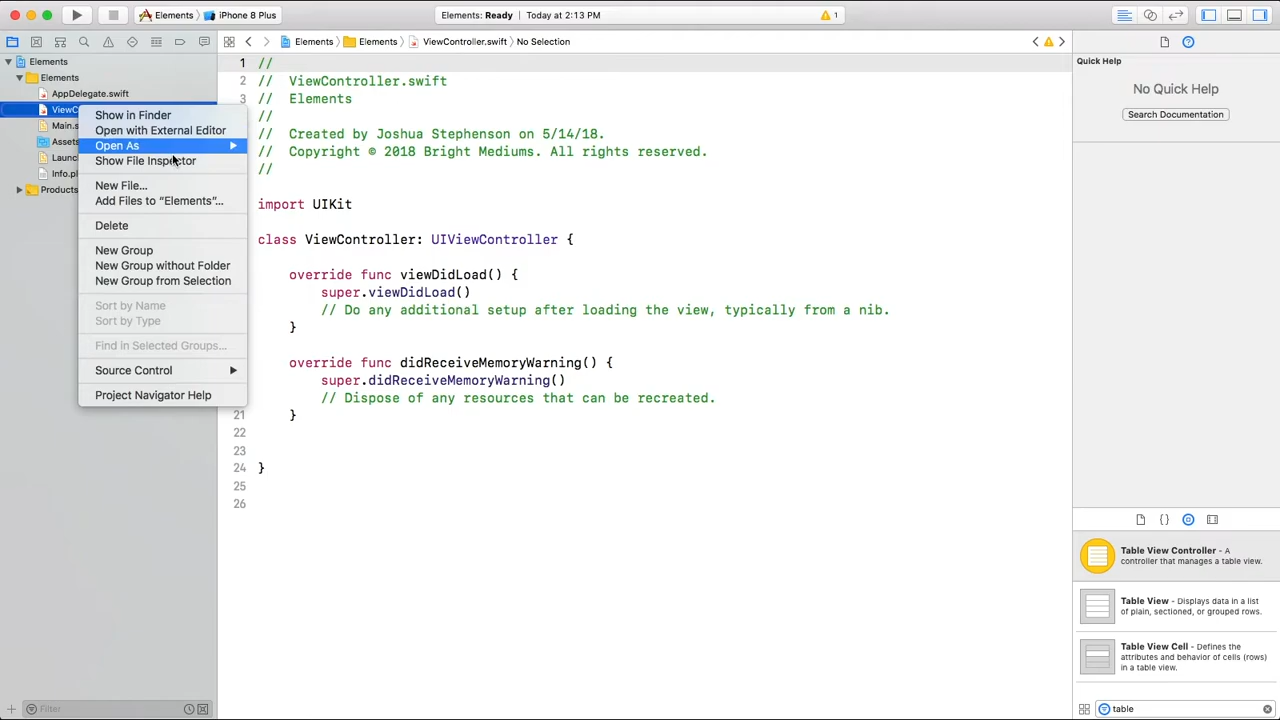 Elements
iPhone 8 Plus
Elements: Ready | Today at 2:13 PM
1
Elements
Elements
ViewController.swift
No Selection
Elements
Elements
AppDelegate.swift
ViewC
Main.s
Assets
Launc
Info.pl
Products
Show in Finder
Open with External Editor
Open As
Show File Inspector
New File...
Add Files to “Elements”...
Delete
New Group
New Group without Folder
New Group from Selection
Sort by Name
Sort by Type
Find in Selected Groups...
Source Control
Project Navigator Help
Filter
1 //
2 //  ViewController.swift
3 //  Elements
//
//  Created by Joshua Stephenson on 5/14/18.
//  Copyright © 2018 Bright Mediums. All rights reserved.
//
import UIKit
class ViewController: UIViewController {
override func viewDidLoad() {
super.viewDidLoad()
// Do any additional setup after loading the view, typically from a nib.
}
override func didReceiveMemoryWarning() {
super.didReceiveMemoryWarning()
// Dispose of any resources that can be recreated.
21 }
22
23
24 }
25
26
Quick Help
No Quick Help
Search Documentation
{}
Table View Controller - A
controller that manages a table view.
Table View - Displays data in a list
of plain, sectioned, or grouped rows.
Table View Cell - Defines the
attributes and behavior of cells (rows)
in a table view.
table